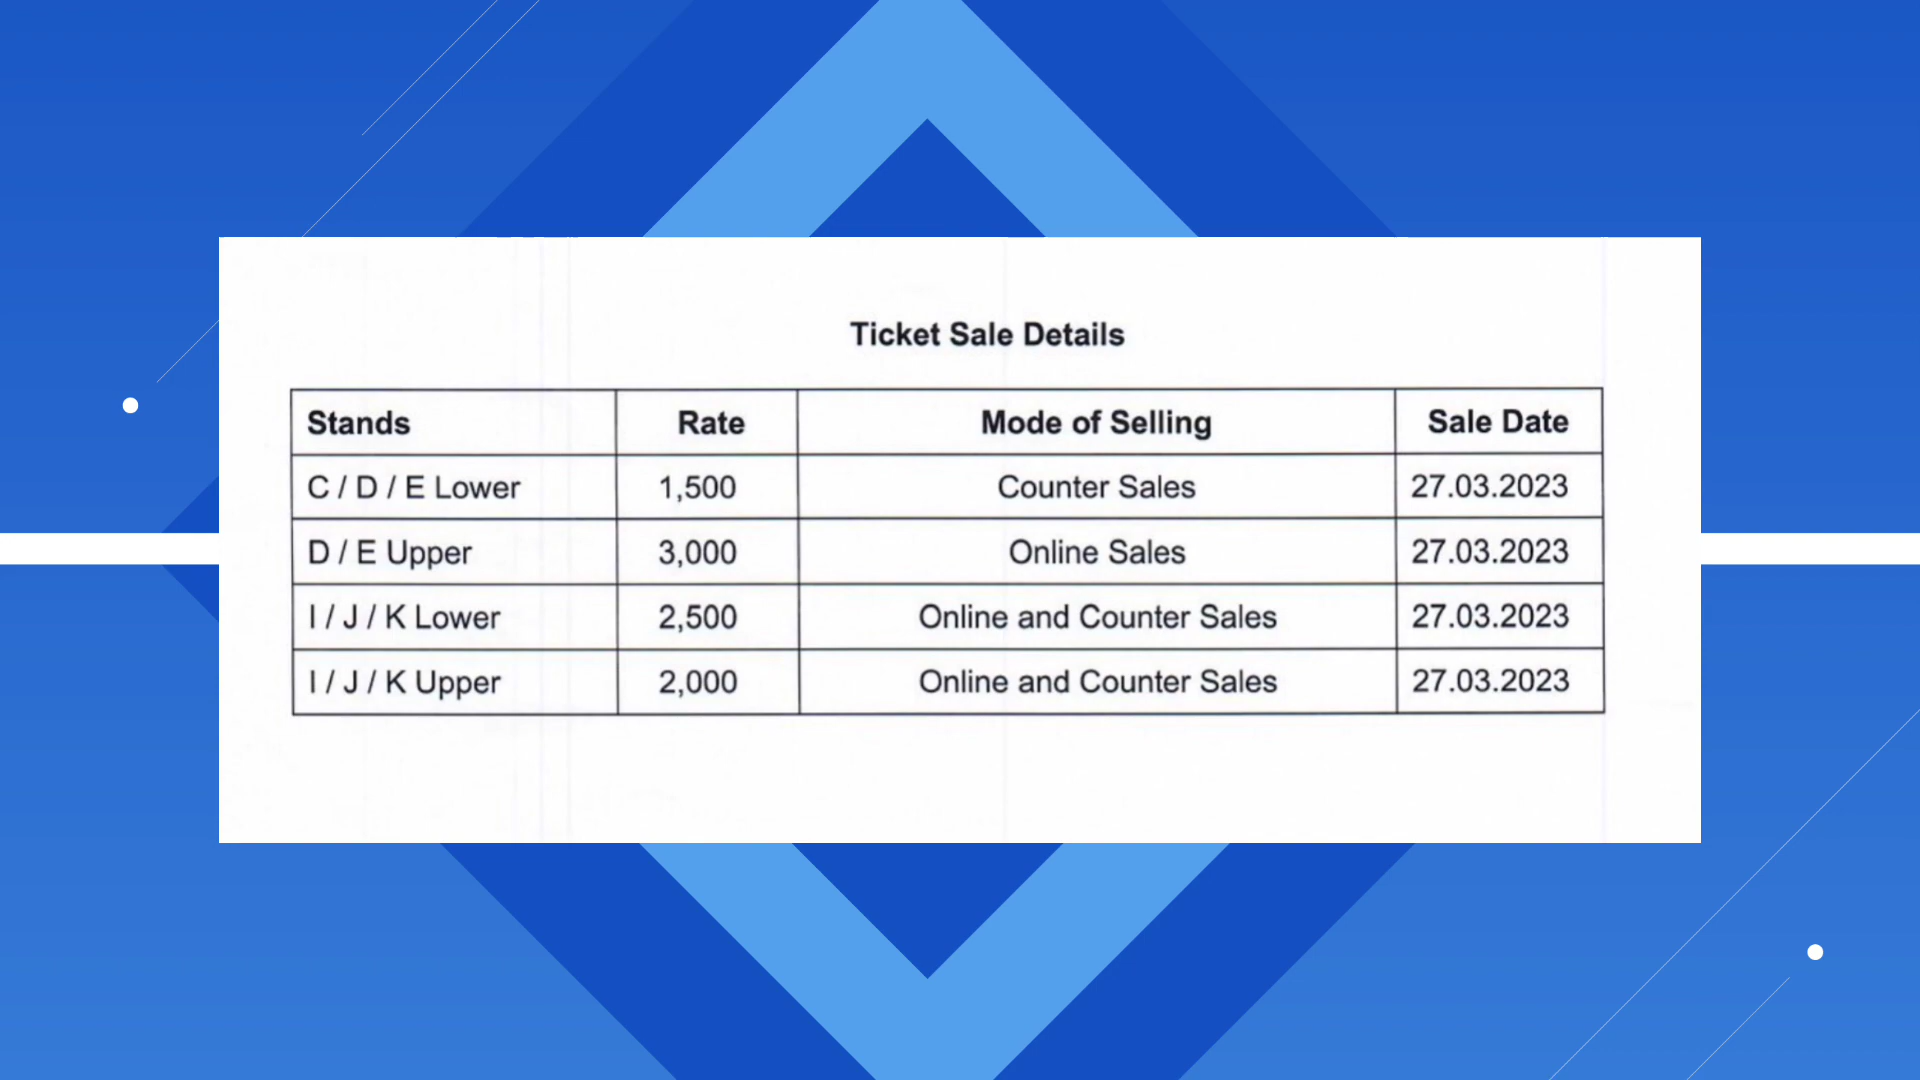 Ticket Sale Details
Stands Rate Mode of Selling Sale Date
C / D / E Lower 1,500 Counter Sales 27.03.2023
D / E Upper 3,000 Online Sales 27.03.2023
I / J / K Lower 2,500 Online and Counter Sales 27.03.2023
I / J / K Upper 2,000 Online and Counter Sales 27.03.2023